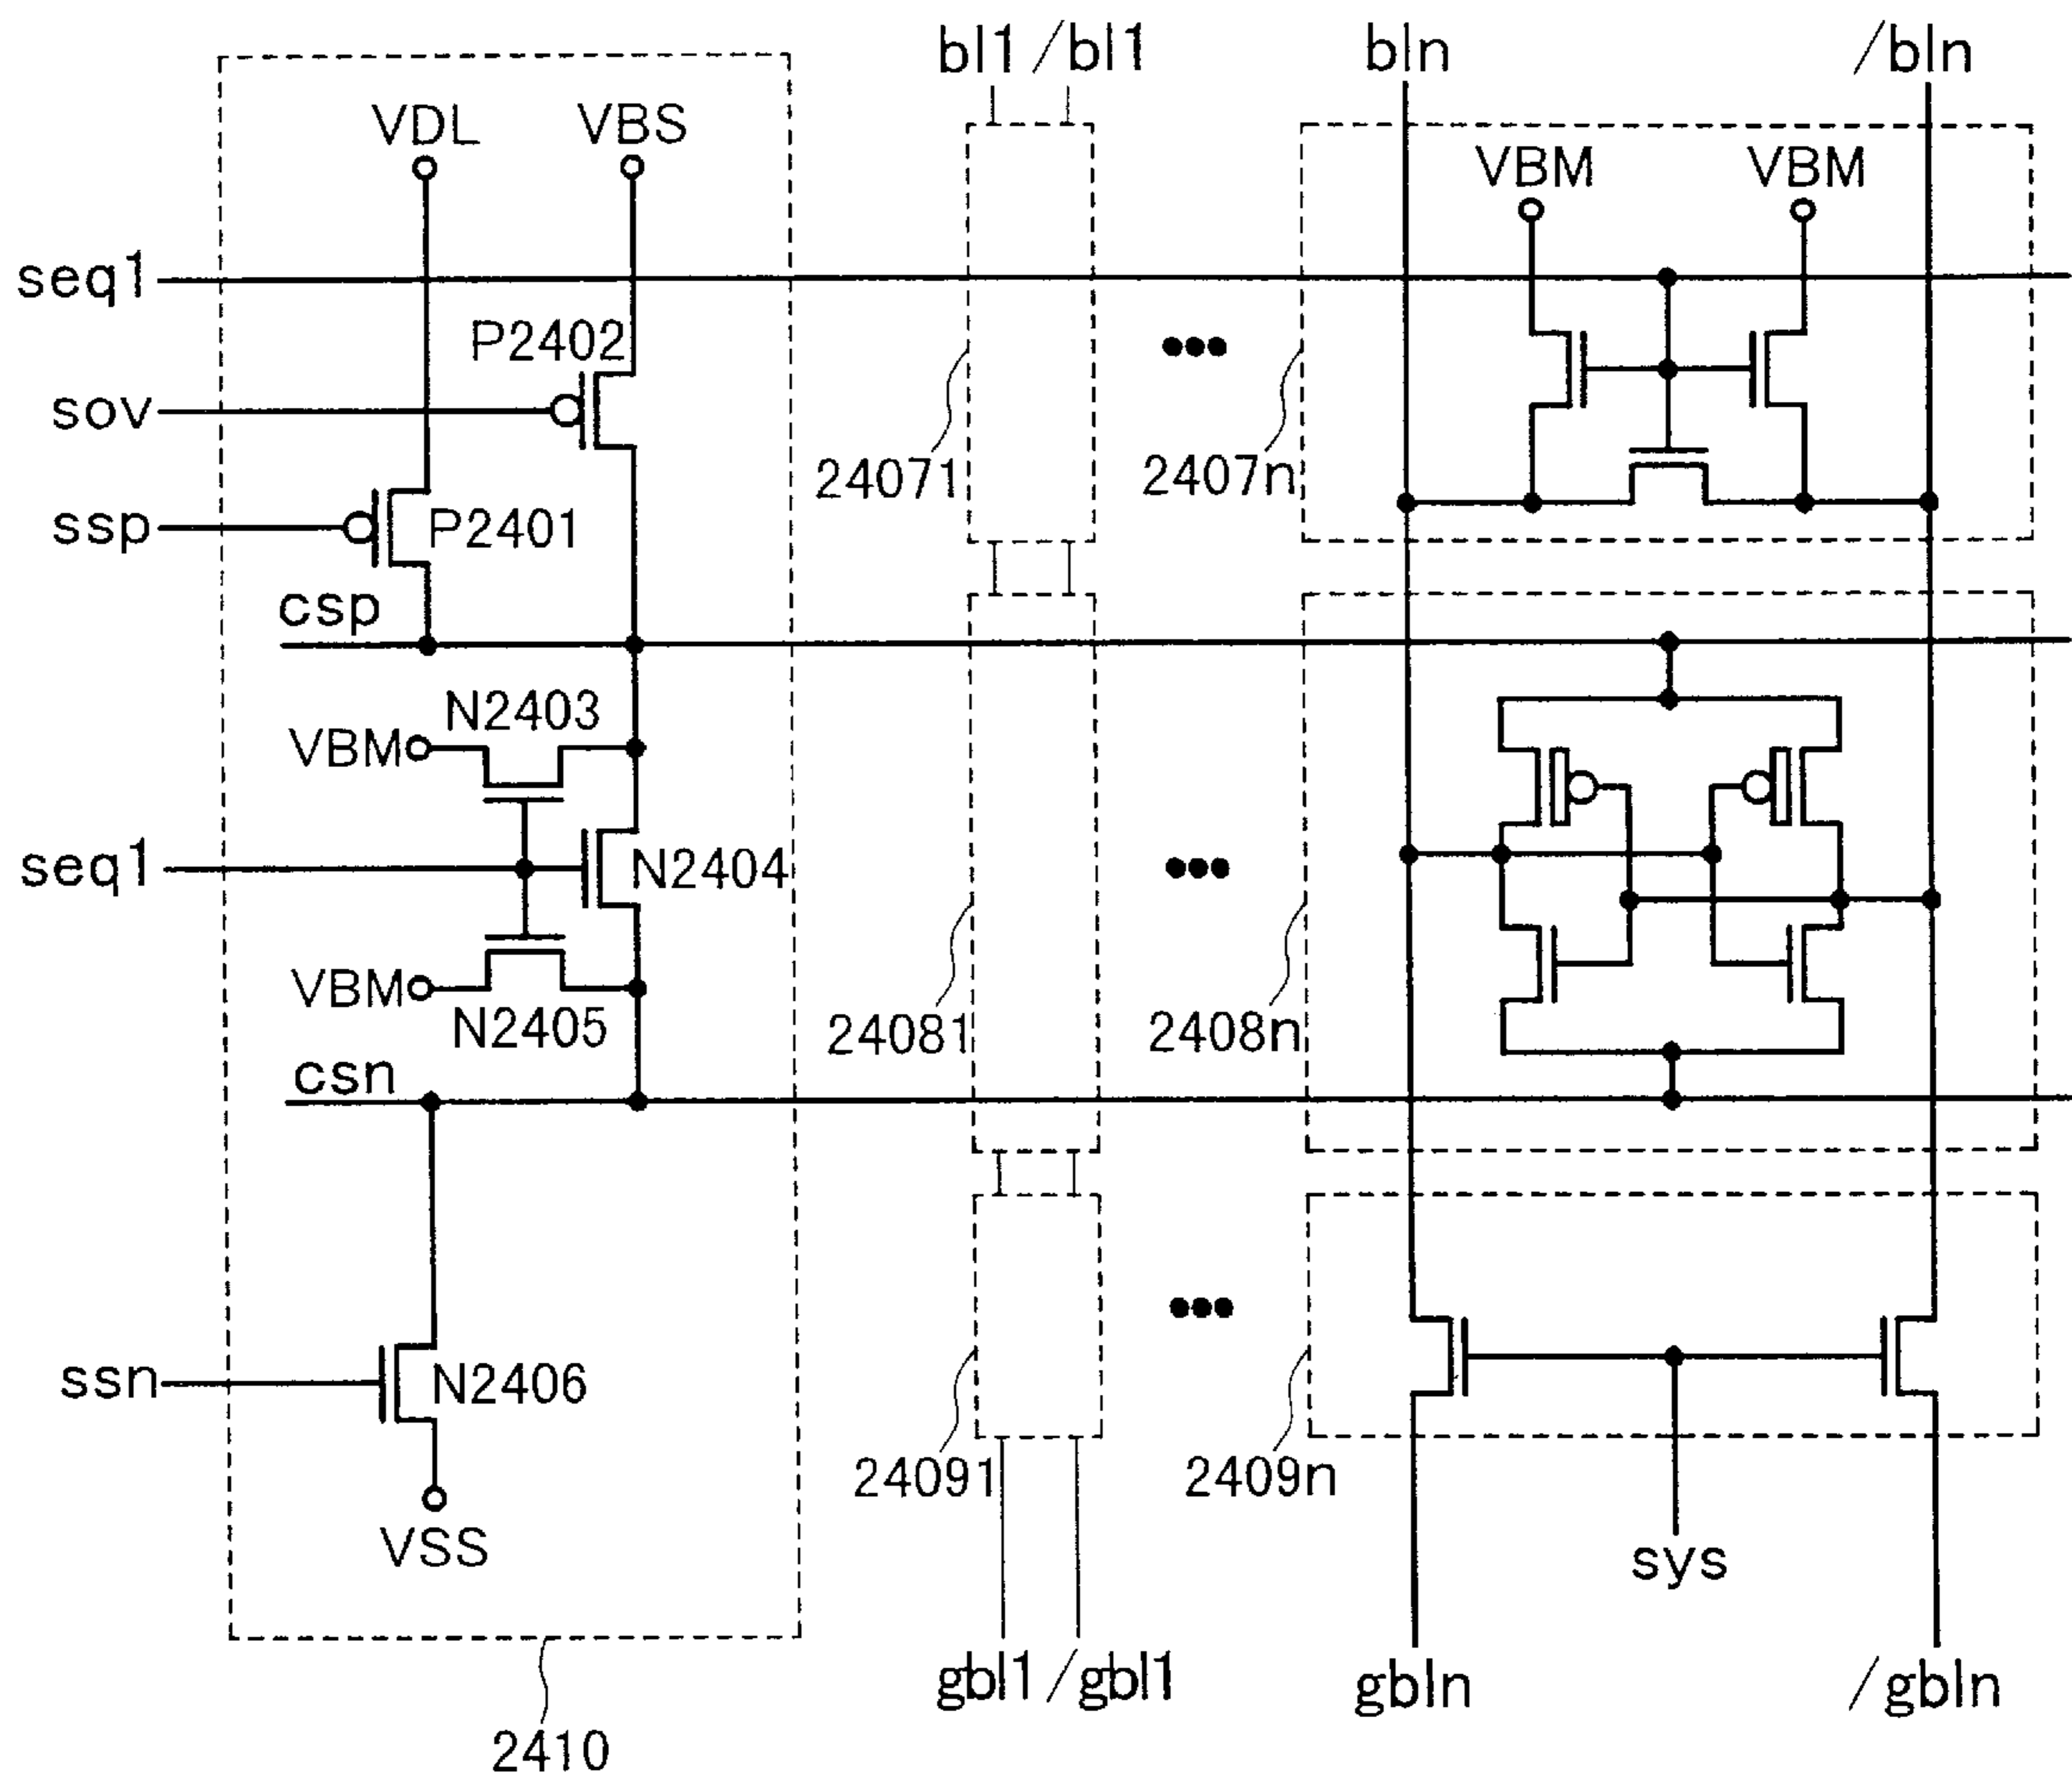 bl1 /bl1 bln /bln
VDL VBS
VBM VBM
seq1
P2402
sov
24071 2407n
ssp P2401
csp
N2403
VBM
seq1 N2404
VBM
N2405
24081 2408n
csn
ssn N2406
24091 2409n
VSS
sys
gbl1 /gbl1 gbln /gbln
2410